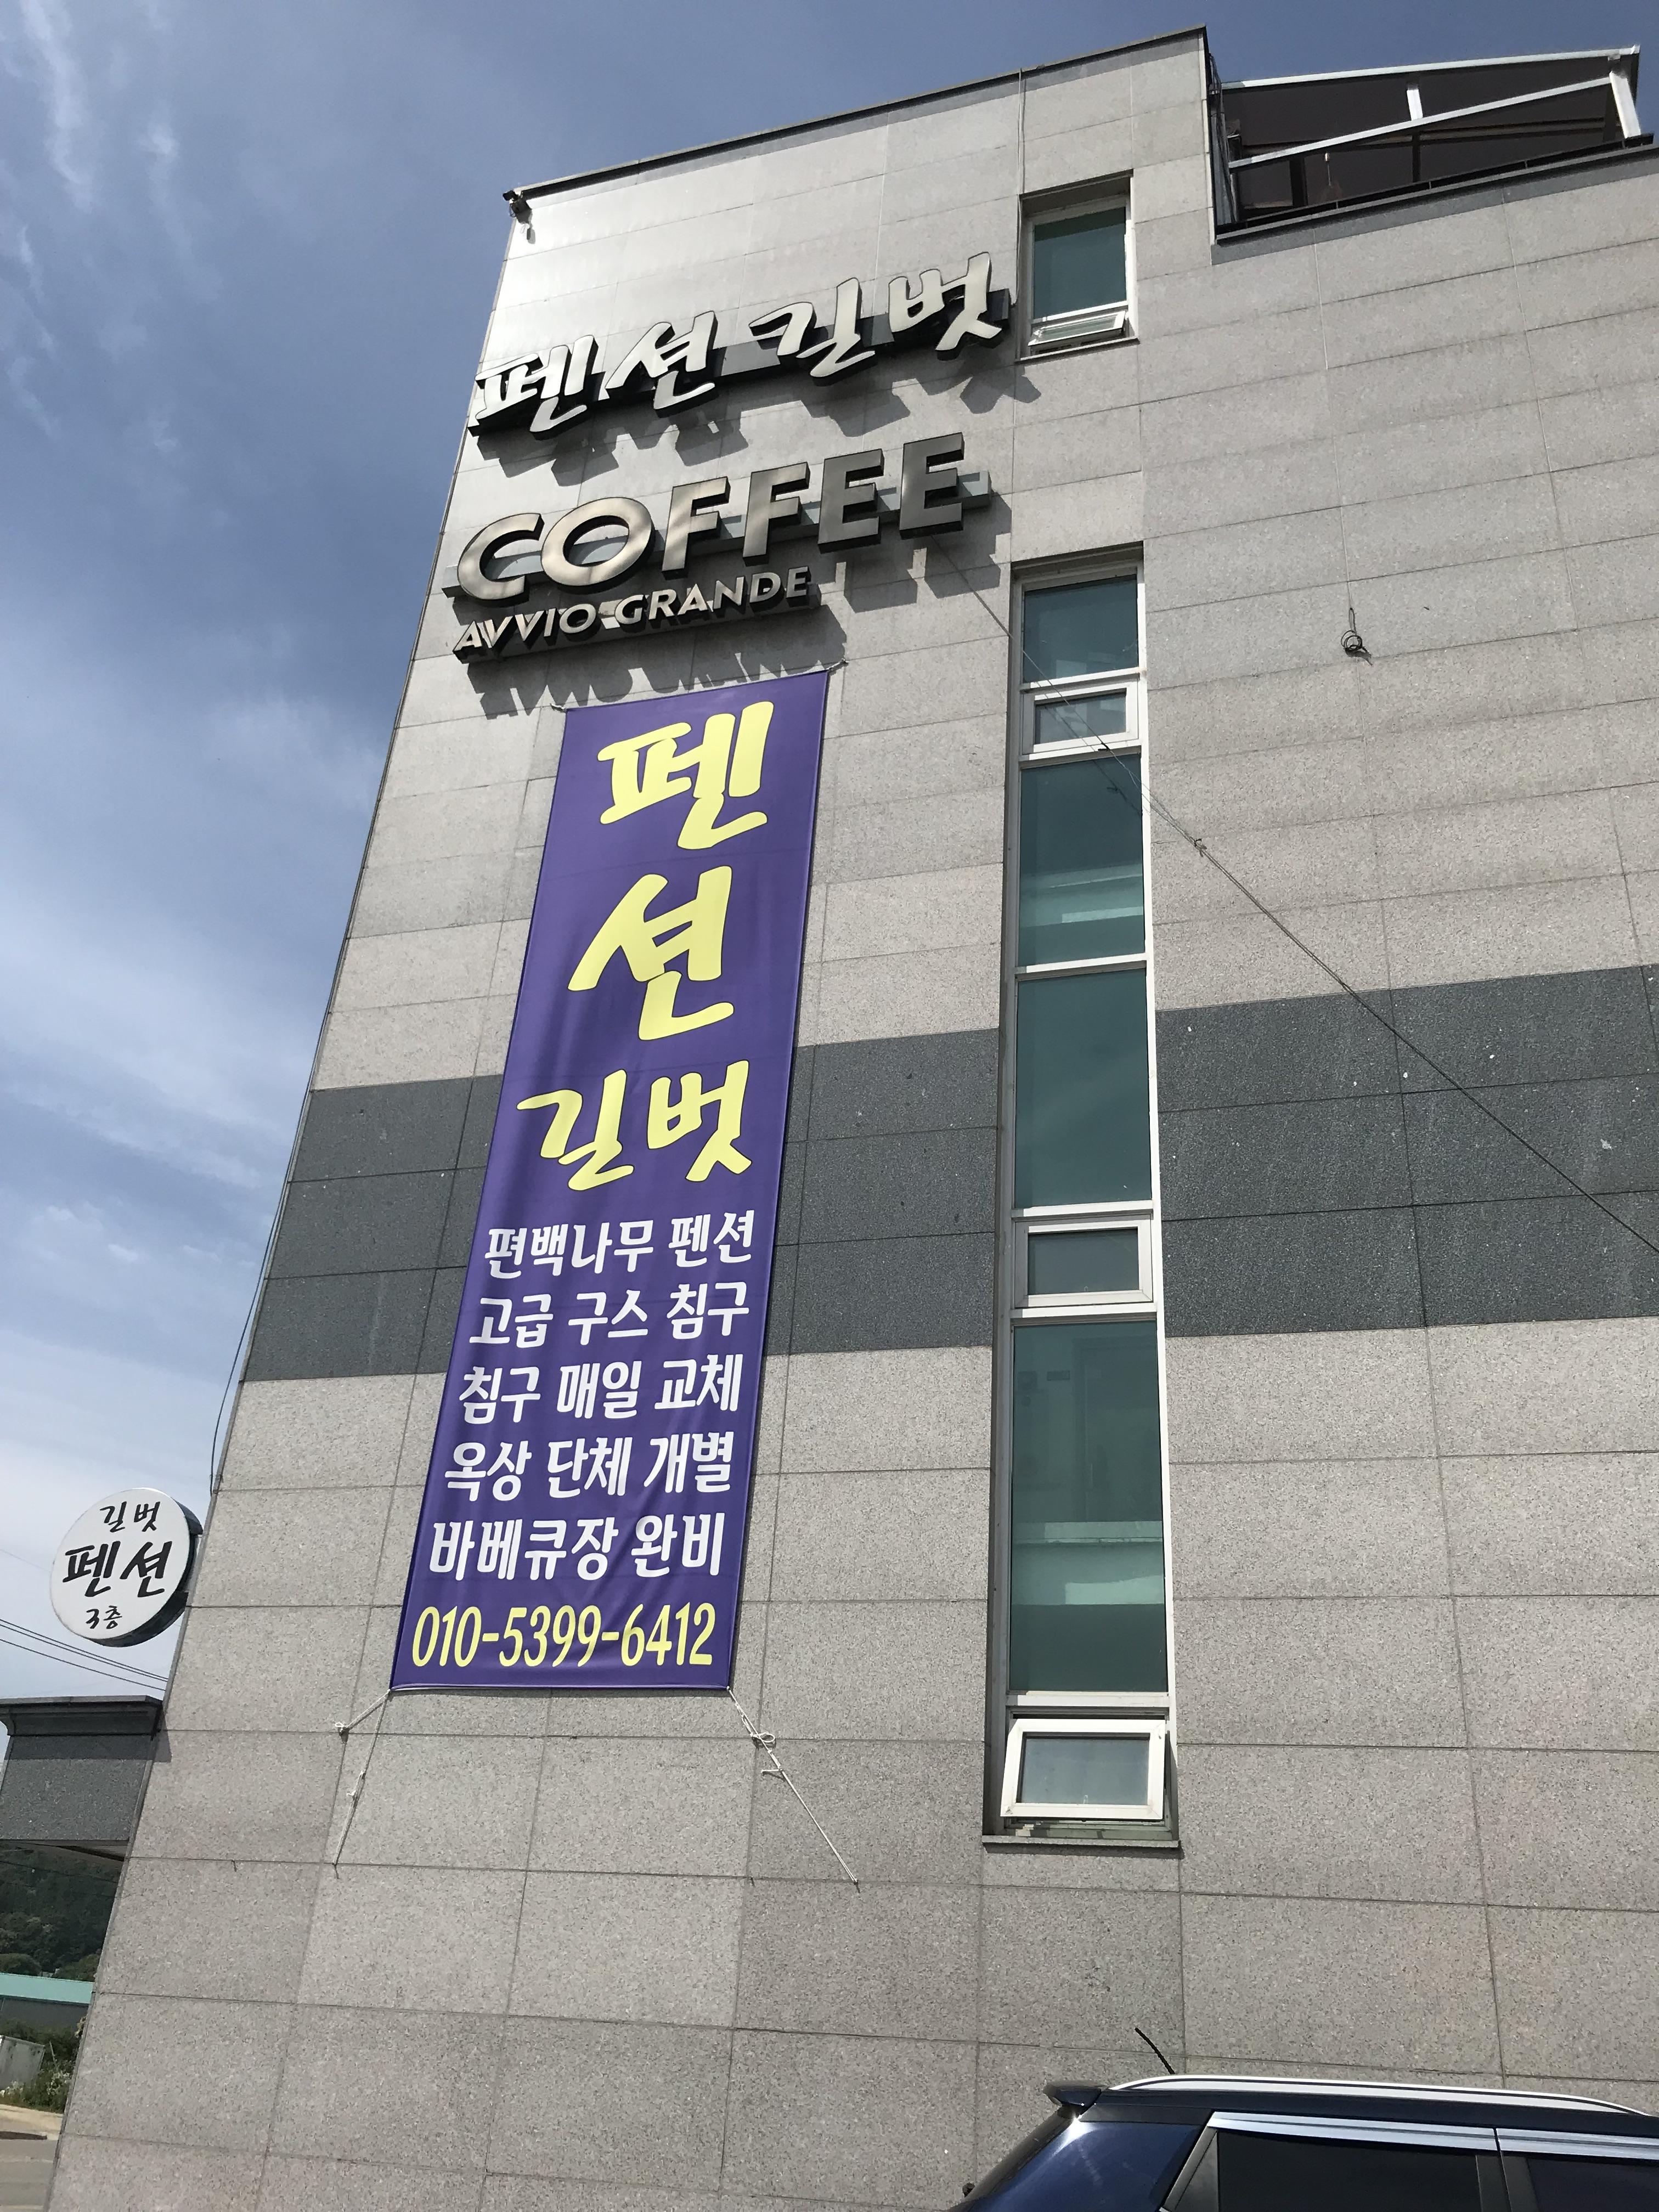 펜션 길벗
COFFEE
AVVIO GRANDE
펜
션
길벗
편백나무 펜션
고급 구스 침구
침구 매일 교체
옥상 단체 개별
바베큐장 완비
010-5399-6412
길벗
펜션
3층